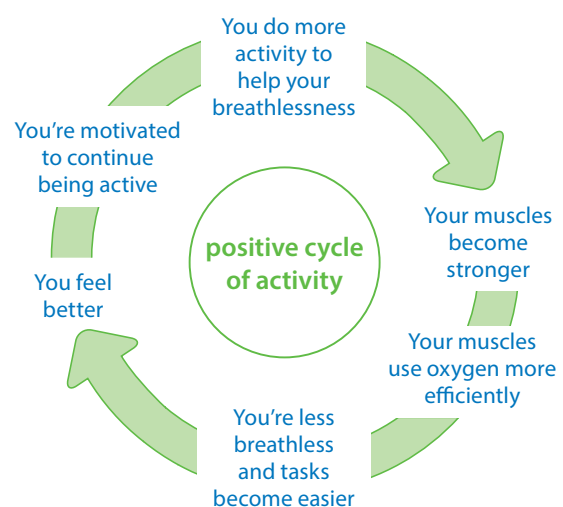 You do more
activity to
help your
breathlessness
Your muscles
become
stronger
Your muscles
use oxygen more
efficiently
You're less
breathless
and tasks
become easier
You feel
better
You're motivated
to continue
being active
positive cycle
of activity